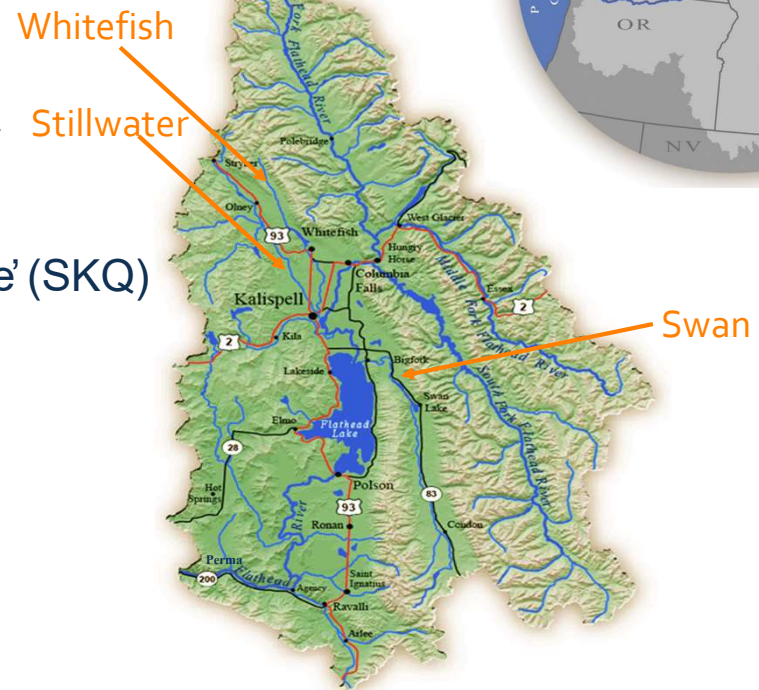 Whitefish
Stillwater
e' (SKQ)
Swan
OR
NV
P
C
Fork Flathead River
Polebridge
Stryker
Olney
93
Whitefish
West Glacier
Hungry
Horse
Columbia
Falls
Middle Fork Flathead River
Essex
2
Kalispell
2
Kila
Bigfork
Lakeside
Swan
Lake
South Fork Flathead River
Elmo
Flathead
Lake
28
Hot
Springs
Polson
River
93
83
Ronan
Condon
Perma
200
Flathead
Agency
Saint
Ignatius
Ravalli
Arlee